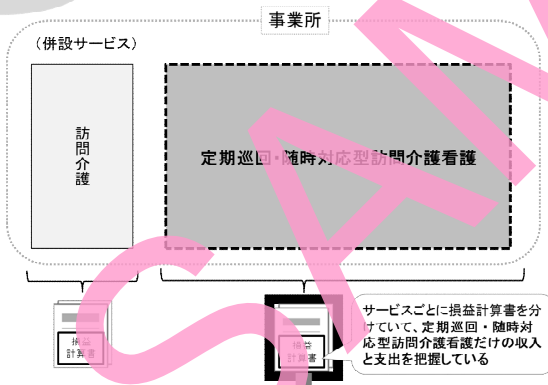 事業所
（併設サービス）
訪問介護
定期巡回・随時対応型訪問介護看護
損益
計算書
損益
計算書
サービスごとに損益計算書を分
けていて、定期巡回・随時対
応型訪問介護看護だけの収入
と支出を把握している